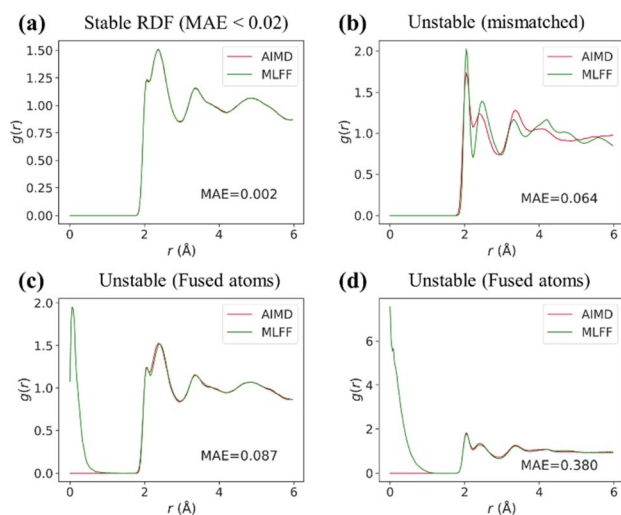 (a) Stable RDF (MAE < 0.02)
1.50
1.25
1.00
0.75
0.50
0.25
0.00
g(r)
AIMD
MLFF
MAE=0.002
0 2 4 6
r (Å)
(b) Unstable (mismatched)
2.0
1.5
1.0
0.5
0.0
g(r)
AIMD
MLFF
MAE=0.064
0 2 4 6
r (Å)
(c) Unstable (Fused atoms)
2.0
1.5
1.0
0.5
0.0
g(r)
AIMD
MLFF
MAE=0.087
0 2 4 6
r (Å)
(d) Unstable (Fused atoms)
6
4
2
0
g(r)
AIMD
MLFF
MAE=0.380
0 2 4 6
r (Å)